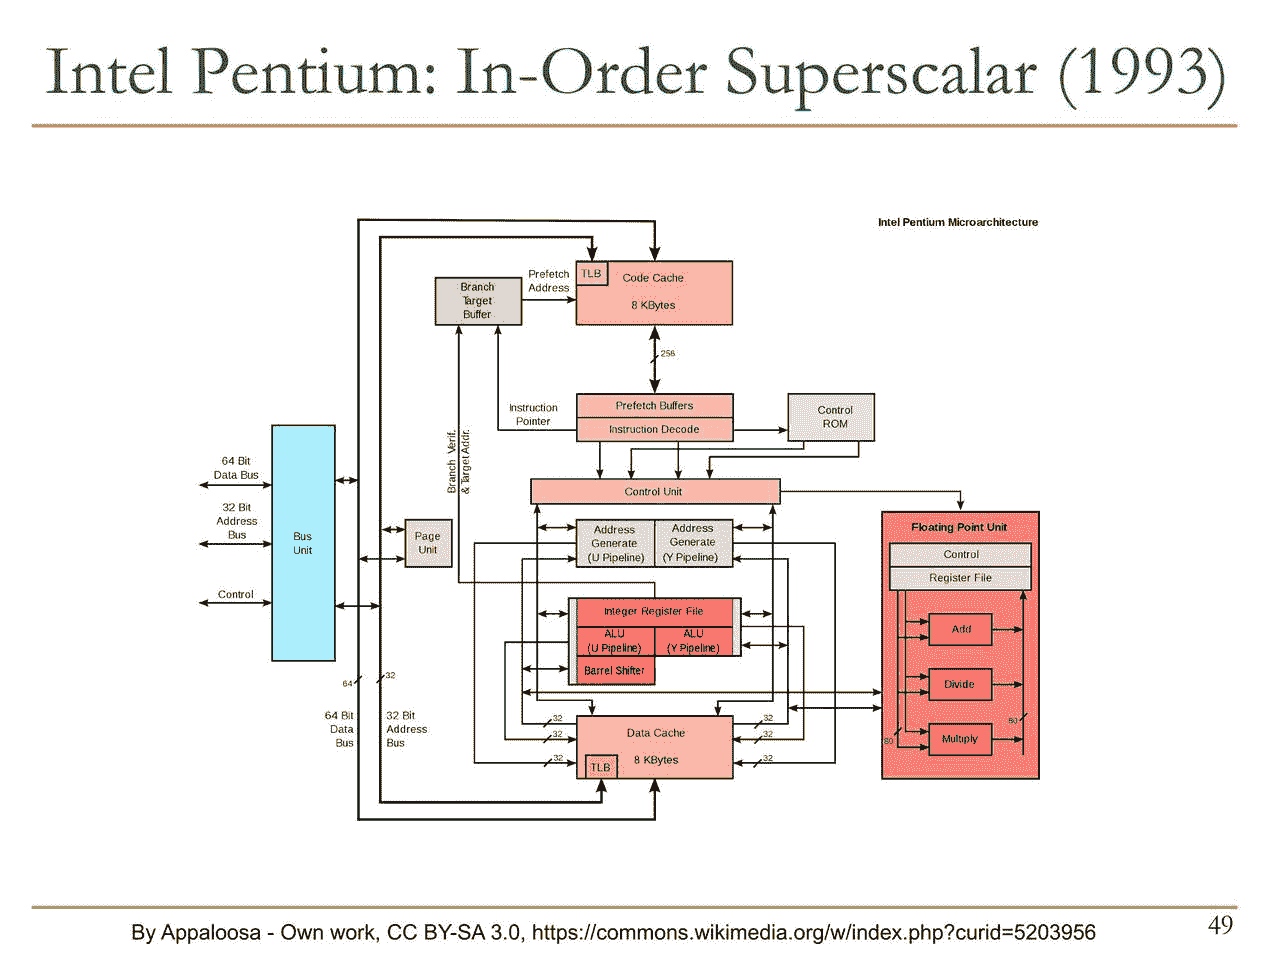 Intel Pentium: In-Order Superscalar (1993)
Intel Pentium Microarchitecture
TLB
Code Cache
8 KBytes
Prefetch
Address
Branch
Target
Buffer
256
Instruction
Pointer
Prefetch Buffers
Instruction Decode
Control
ROM
Branch Verif.
& Target Addr.
Control Unit
64 Bit
Data Bus
32 Bit
Address
Bus
Control
Bus
Unit
Page
Unit
Address
Generate
(U Pipeline)
Address
Generate
(Y Pipeline)
Integer Register File
ALU
(U Pipeline)
ALU
(Y Pipeline)
Barrel Shifter
Floating Point Unit
Control
Register File
Add
Divide
Multiply
80
80
64
32
64 Bit
Data
Bus
32 Bit
Address
Bus
32
32
32
Data Cache
8 KBytes
TLB
32
32
32
By Appaloosa - Own work, CC BY-SA 3.0, https://commons.wikimedia.org/w/index.php?curid=5203956
49